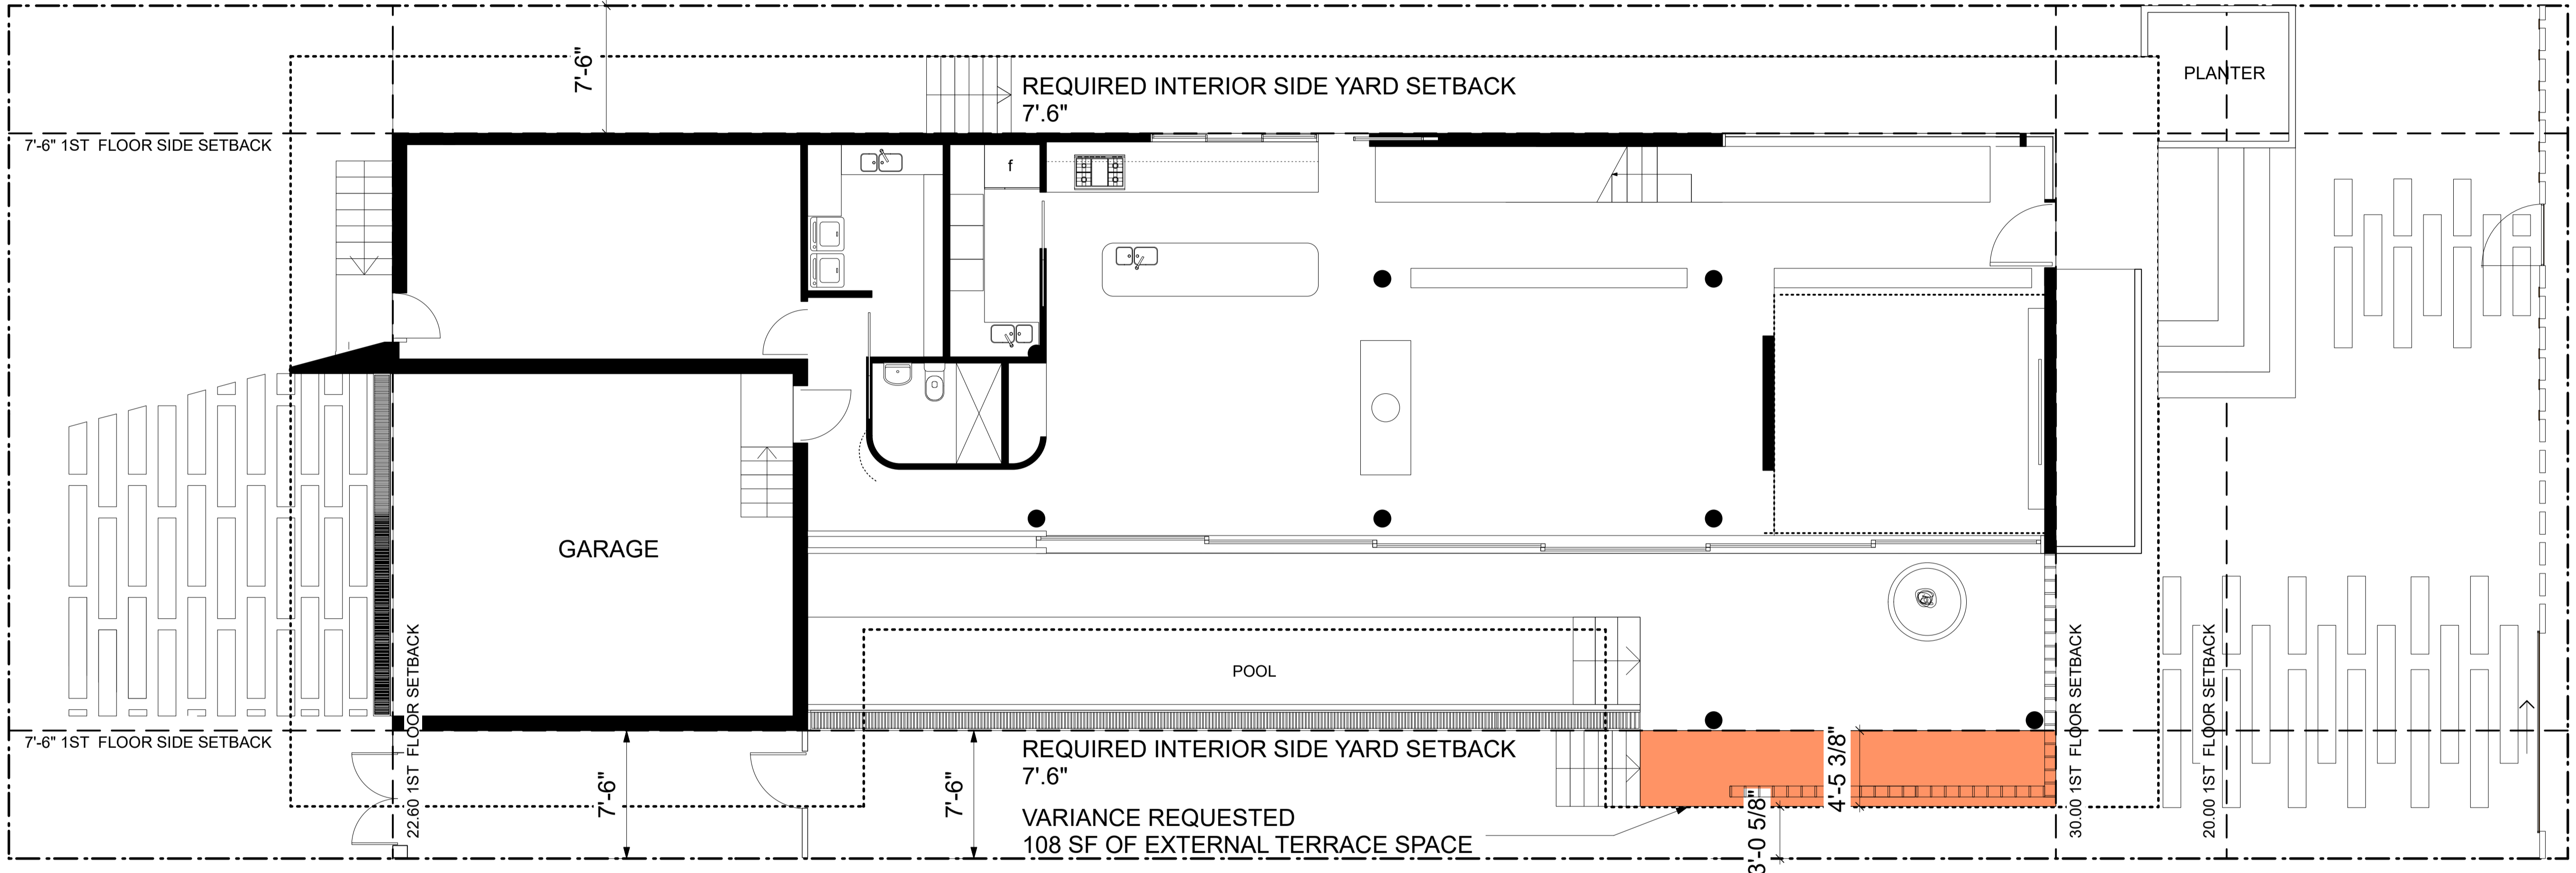 7'-6"
REQUIRED INTERIOR SIDE YARD SETBACK
7'.6"
PLANTER
7'-6" 1ST FLOOR SIDE SETBACK
f
GARAGE
POOL
22.60 1ST FLOOR SETBACK
30.00 1ST FLOOR SETBACK
20.000 1ST FLOOR SETBACK
7'-6" 1ST FLOOR SIDE SETBACK
7'-6"
7'-6"
REQUIRED INTERIOR SIDE YARD SETBACK
7'.6"
4'-5 3/8"
3'-0 5/8"
VARIANCE REQUESTED
108 SF OF EXTERNAL TERRACE SPACE